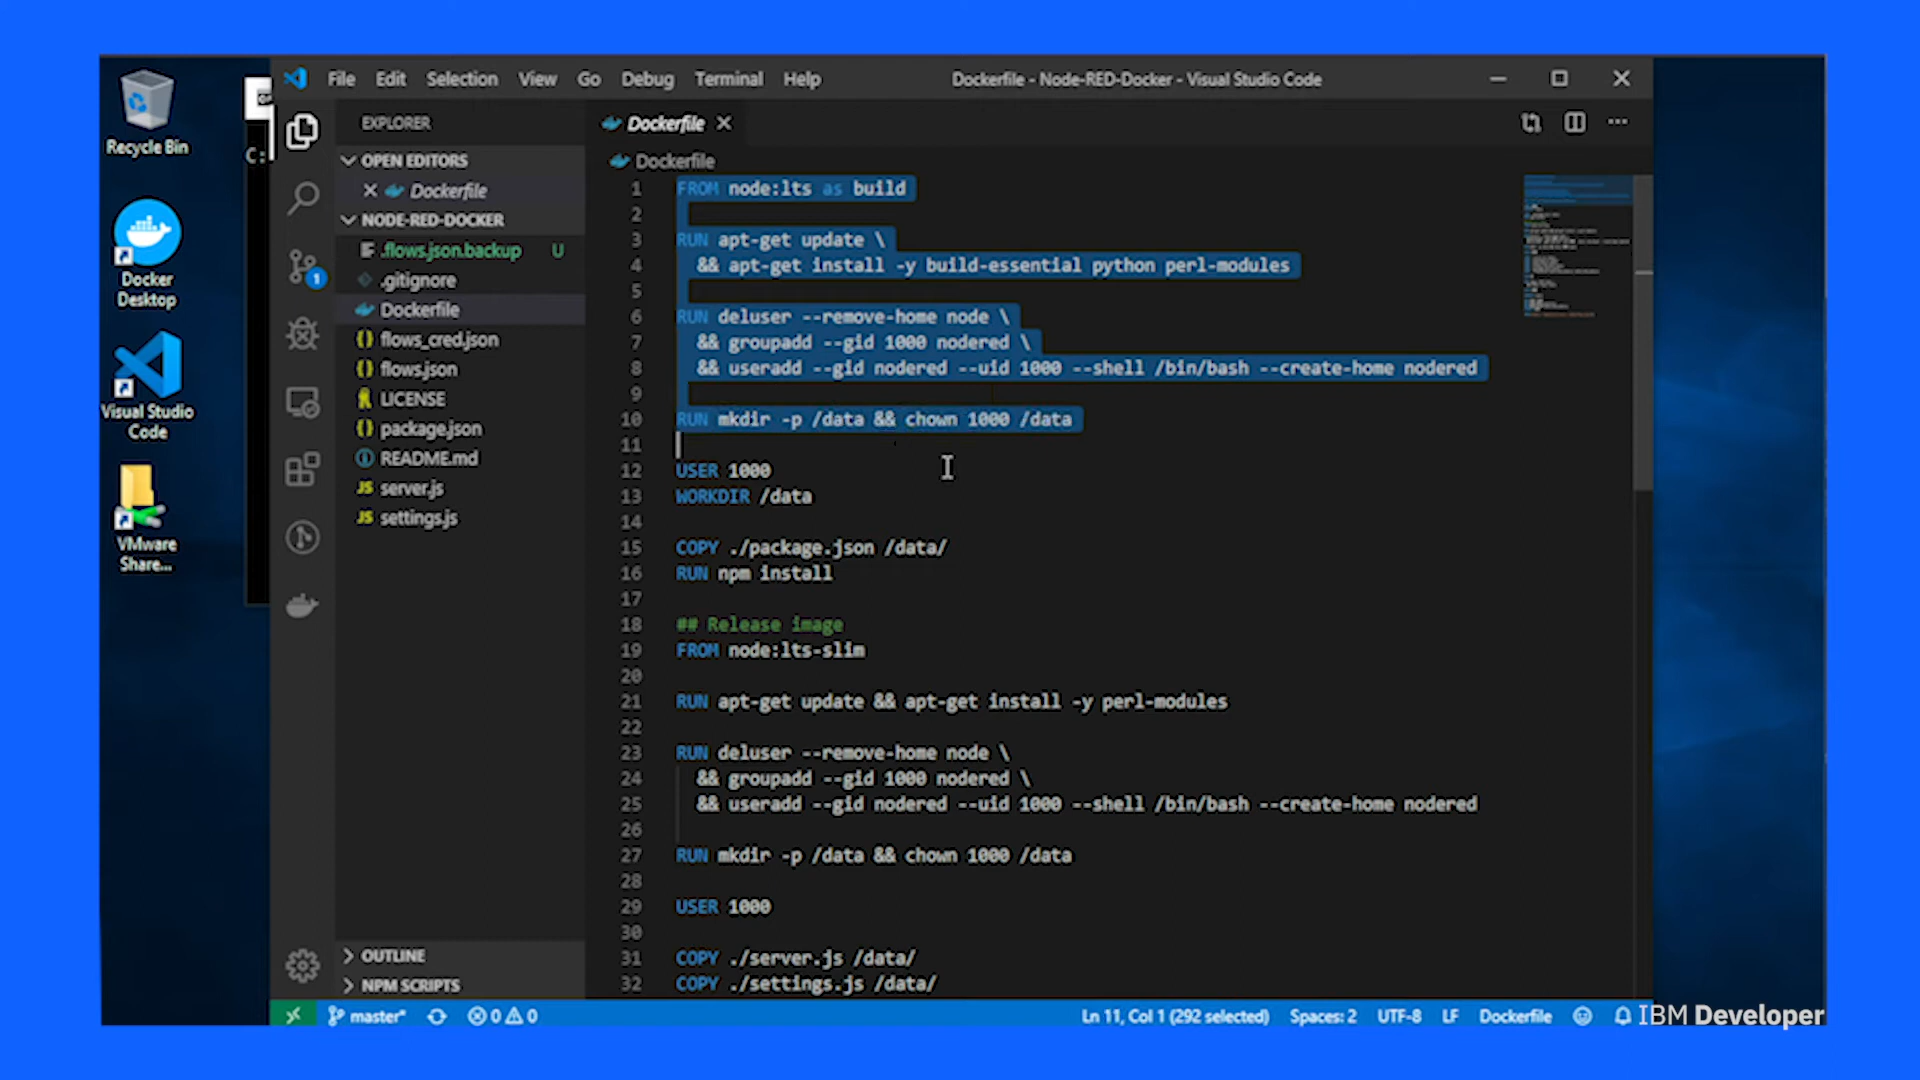 Recycle Bin
Docker
Desktop
Visual Studio
Code
VMware
Share...
C:
File Edit Selection View Go Debug Terminal Help
Dockerfile - Node-RED-Docker - Visual Studio Code
EXPLORER
OPEN EDITORS
Dockerfile
NODE-RED-DOCKER
.flows.json.backup U
.gitignore
Dockerfile
{} flows_cred.json
{} flows.json
LICENSE
{} package.json
README.md
JS server.js
JS settings.js
OUTLINE
NPM SCRIPTS
1
Dockerfile
Dockerfile
1 FROM node:lts as build
2
3 RUN apt-get update \
4 && apt-get install -y build-essential python perl-modules
5
6 RUN deluser --remove-home node \
7 && groupadd --gid 1000 nodered \
8 && useradd --gid nodered --uid 1000 --shell /bin/bash --create-home nodered
9
10 RUN mkdir -p /data && chown 1000 /data
11
12 USER 1000
13 WORKDIR /data
14
15 COPY ./package.json /data/
16 RUN npm install
17
18 ## Release image
19 FROM node:lts-slim
20
21 RUN apt-get update && apt-get install -y perl-modules
22
23 RUN deluser --remove-home node \
24 && groupadd --gid 1000 nodered \
25 && useradd --gid nodered --uid 1000 --shell /bin/bash --create-home nodered
26
27 RUN mkdir -p /data && chown 1000 /data
28
29 USER 1000
30
31 COPY ./server.js /data/
32 COPY ./settings.js /data/
master* 0 0 Ln 11, Col 1 (292 selected) Spaces: 2 UTF-8 LF Dockerfile
IBM Developer